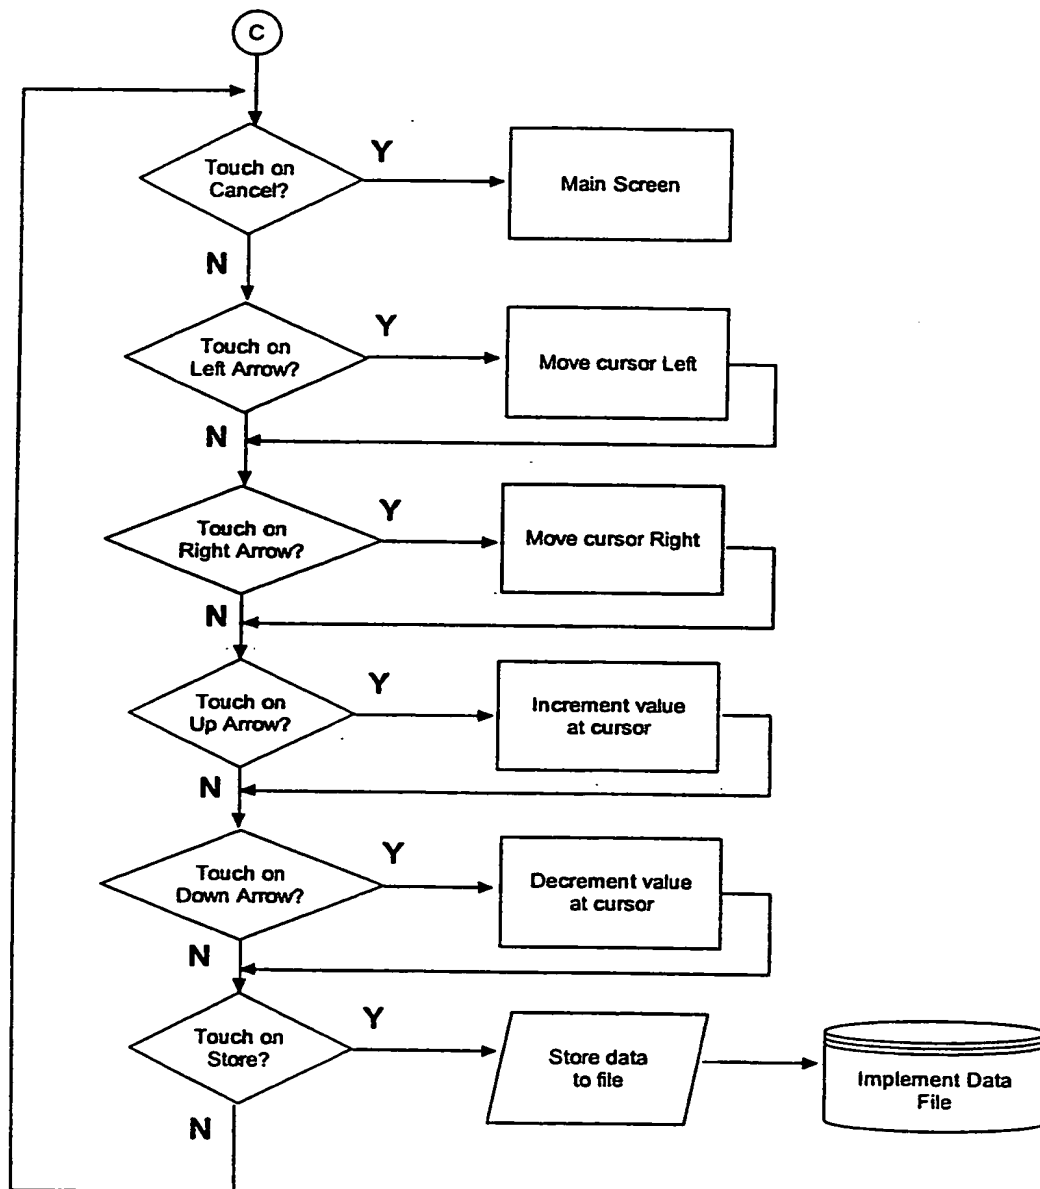 C
Touch on
Cancel?
Y
Main Screen
N
Touch on
Left Arrow?
Y
Move cursor Left
N
Touch on
Right Arrow?
Y
Move cursor Right
N
Touch on
Up Arrow?
Y
Increment value
at cursor
N
Touch on
Down Arrow?
Y
Decrement value
at cursor
N
Touch on
Store?
Y
Store data
to file
Implement Data
File
N